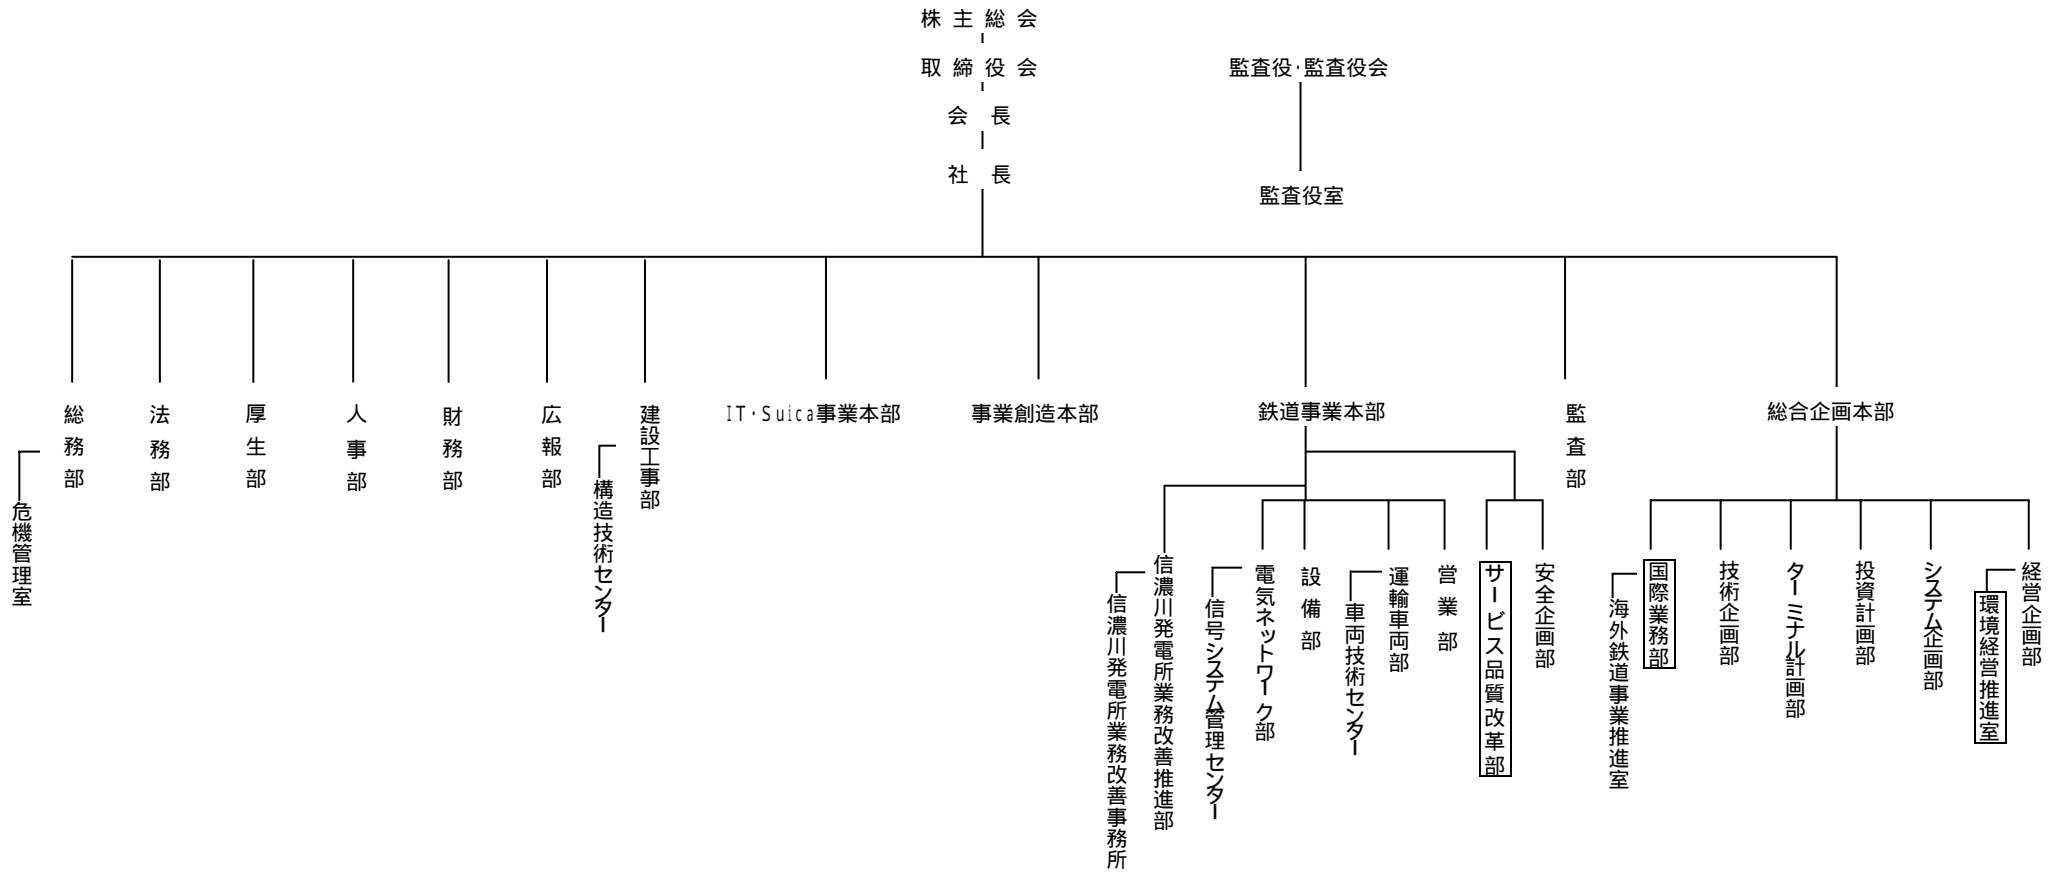 株主総会
取締役会
監査役・監査役会
会長
社長
監査役室
総務部
法務部
厚生部
人事部
財務部
広報部
建設工事部
IT・Suica事業本部
事業創造本部
鉄道事業本部
監査部
総合企画本部
危機管理室
構造技術センター
信濃川発電所業務改善事務所
信濃川発電所業務改善推進部
信号システム管理センター
電気ネットワーク部
設備部
車両技術センター
運輸車両部
営業部
サービス品質改革部
安全企画部
海外鉄道事業推進室
国際業務部
技術企画部
ターミナル計画部
投資計画部
システム企画部
環境経営推進室
経営企画部